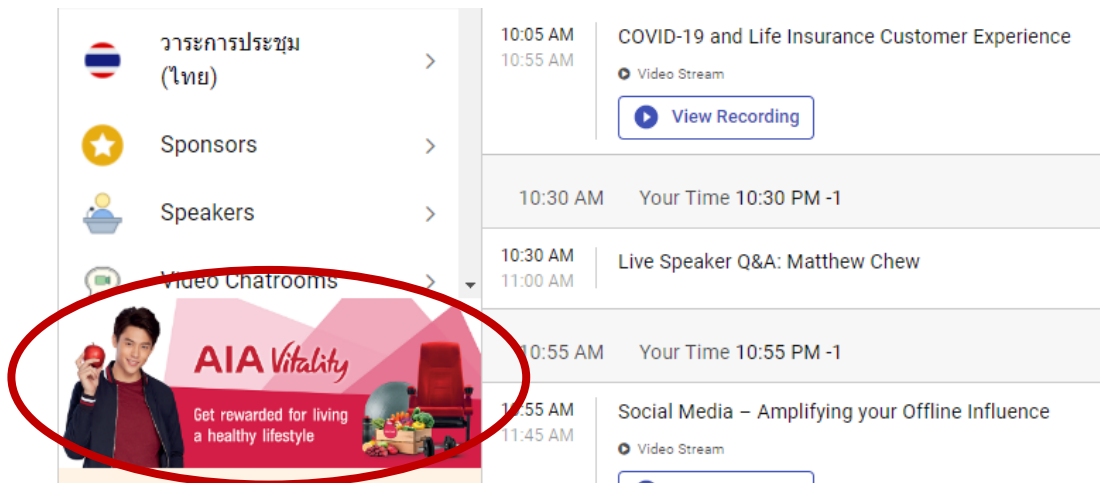 วาระการประชุม
(ไทย)
Sponsors
Speakers
Video Chatrooms
AIA Vitality
Get rewarded for living
a healthy lifestyle
10:05 AM
10:55 AM
COVID-19 and Life Insurance Customer Experience
Video Stream
View Recording
10:30 AM Your Time 10:30 PM -1
10:30 AM
11:00 AM
Live Speaker Q&A: Matthew Chew
10:55 AM Your Time 10:55 PM -1
10:55 AM
11:45 AM
Social Media – Amplifying your Offline Influence
Video Stream